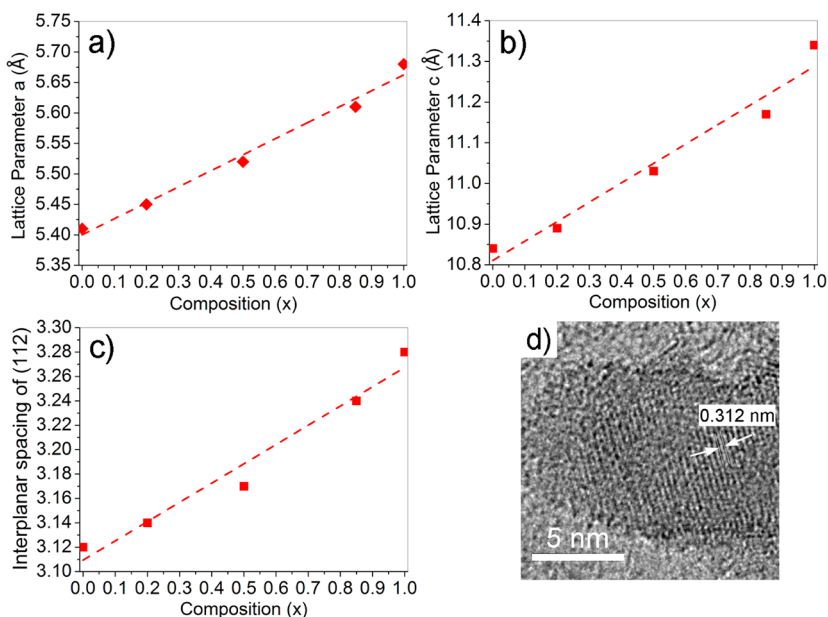 a)
5.75
5.70
5.65
5.60
5.55
5.50
5.45
5.40
5.35
Lattice Parameter a (Å)
0.0 0.1 0.2 0.3 0.4 0.5 0.6 0.7 0.8 0.9 1.0
Composition (x)
b)
11.4
11.3
11.2
11.1
11.0
10.9
10.8
Lattice Parameter c (Å)
0.0 0.1 0.2 0.3 0.4 0.5 0.6 0.7 0.8 0.9 1.0
Composition (x)
c)
3.30
3.28
3.26
3.24
3.22
3.20
3.18
3.16
3.14
3.12
3.10
Interplanar spacing of (112)
0.0 0.1 0.2 0.3 0.4 0.5 0.6 0.7 0.8 0.9 1.0
Composition (x)
d)
0.312 nm
5 nm